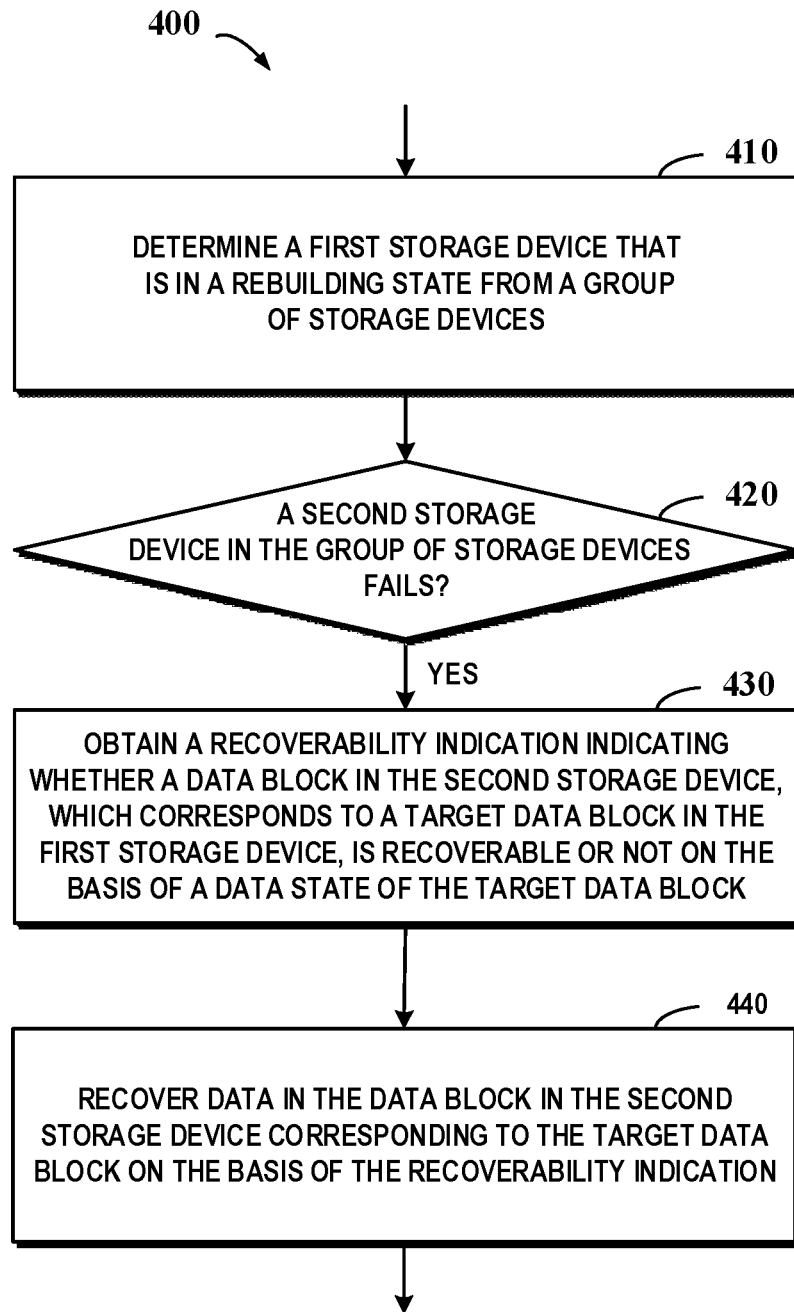 400
410
DETERMINE A FIRST STORAGE DEVICE THAT
IS IN A REBUILDING STATE FROM A GROUP
OF STORAGE DEVICES
420
A SECOND STORAGE
DEVICE IN THE GROUP OF STORAGE DEVICES
FAILS?
YES
430
OBTAIN A RECOVERABILITY INDICATION INDICATING
WHETHER A DATA BLOCK IN THE SECOND STORAGE DEVICE,
WHICH CORRESPONDS TO A TARGET DATA BLOCK IN THE
FIRST STORAGE DEVICE, IS RECOVERABLE OR NOT ON THE
BASIS OF A DATA STATE OF THE TARGET DATA BLOCK
440
RECOVER DATA IN THE DATA BLOCK IN THE SECOND
STORAGE DEVICE CORRESPONDING TO THE TARGET DATA
BLOCK ON THE BASIS OF THE RECOVERABILITY INDICATION